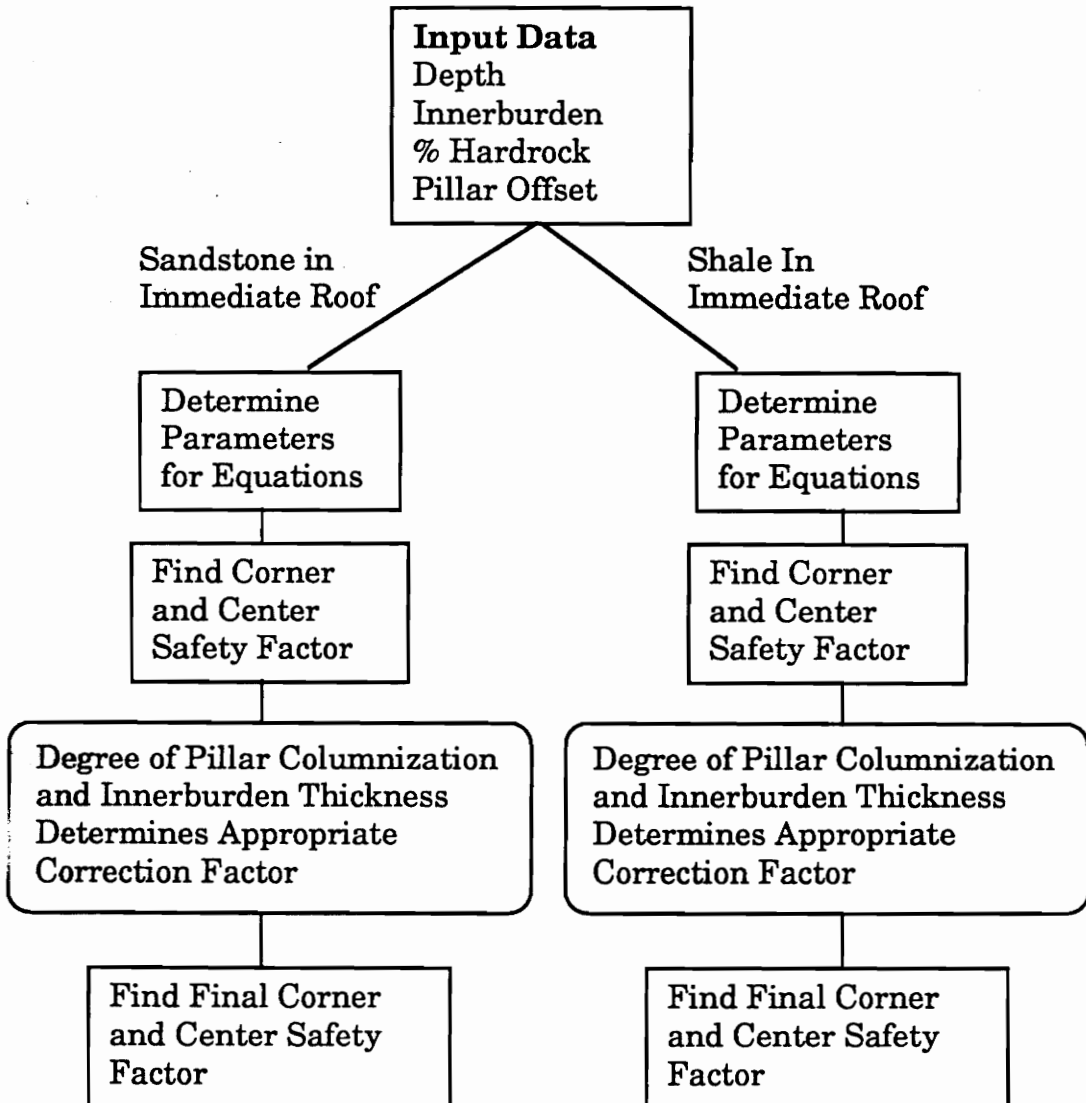 Input Data
Depth
Innerburden
% Hardrock
Pillar Offset
Sandstone in
Immediate Roof
Shale In
Immediate Roof
Determine
Parameters
for Equations
Determine
Parameters
for Equations
Find Corner
and Center
Safety Factor
Find Corner
and Center
Safety Factor
Degree of Pillar Columnization
and Innerburden Thickness
Determines Appropriate
Correction Factor
Degree of Pillar Columnization
and Innerburden Thickness
Determines Appropriate
Correction Factor
Find Final Corner
and Center Safety
Factor
Find Final Corner
and Center Safety
Factor